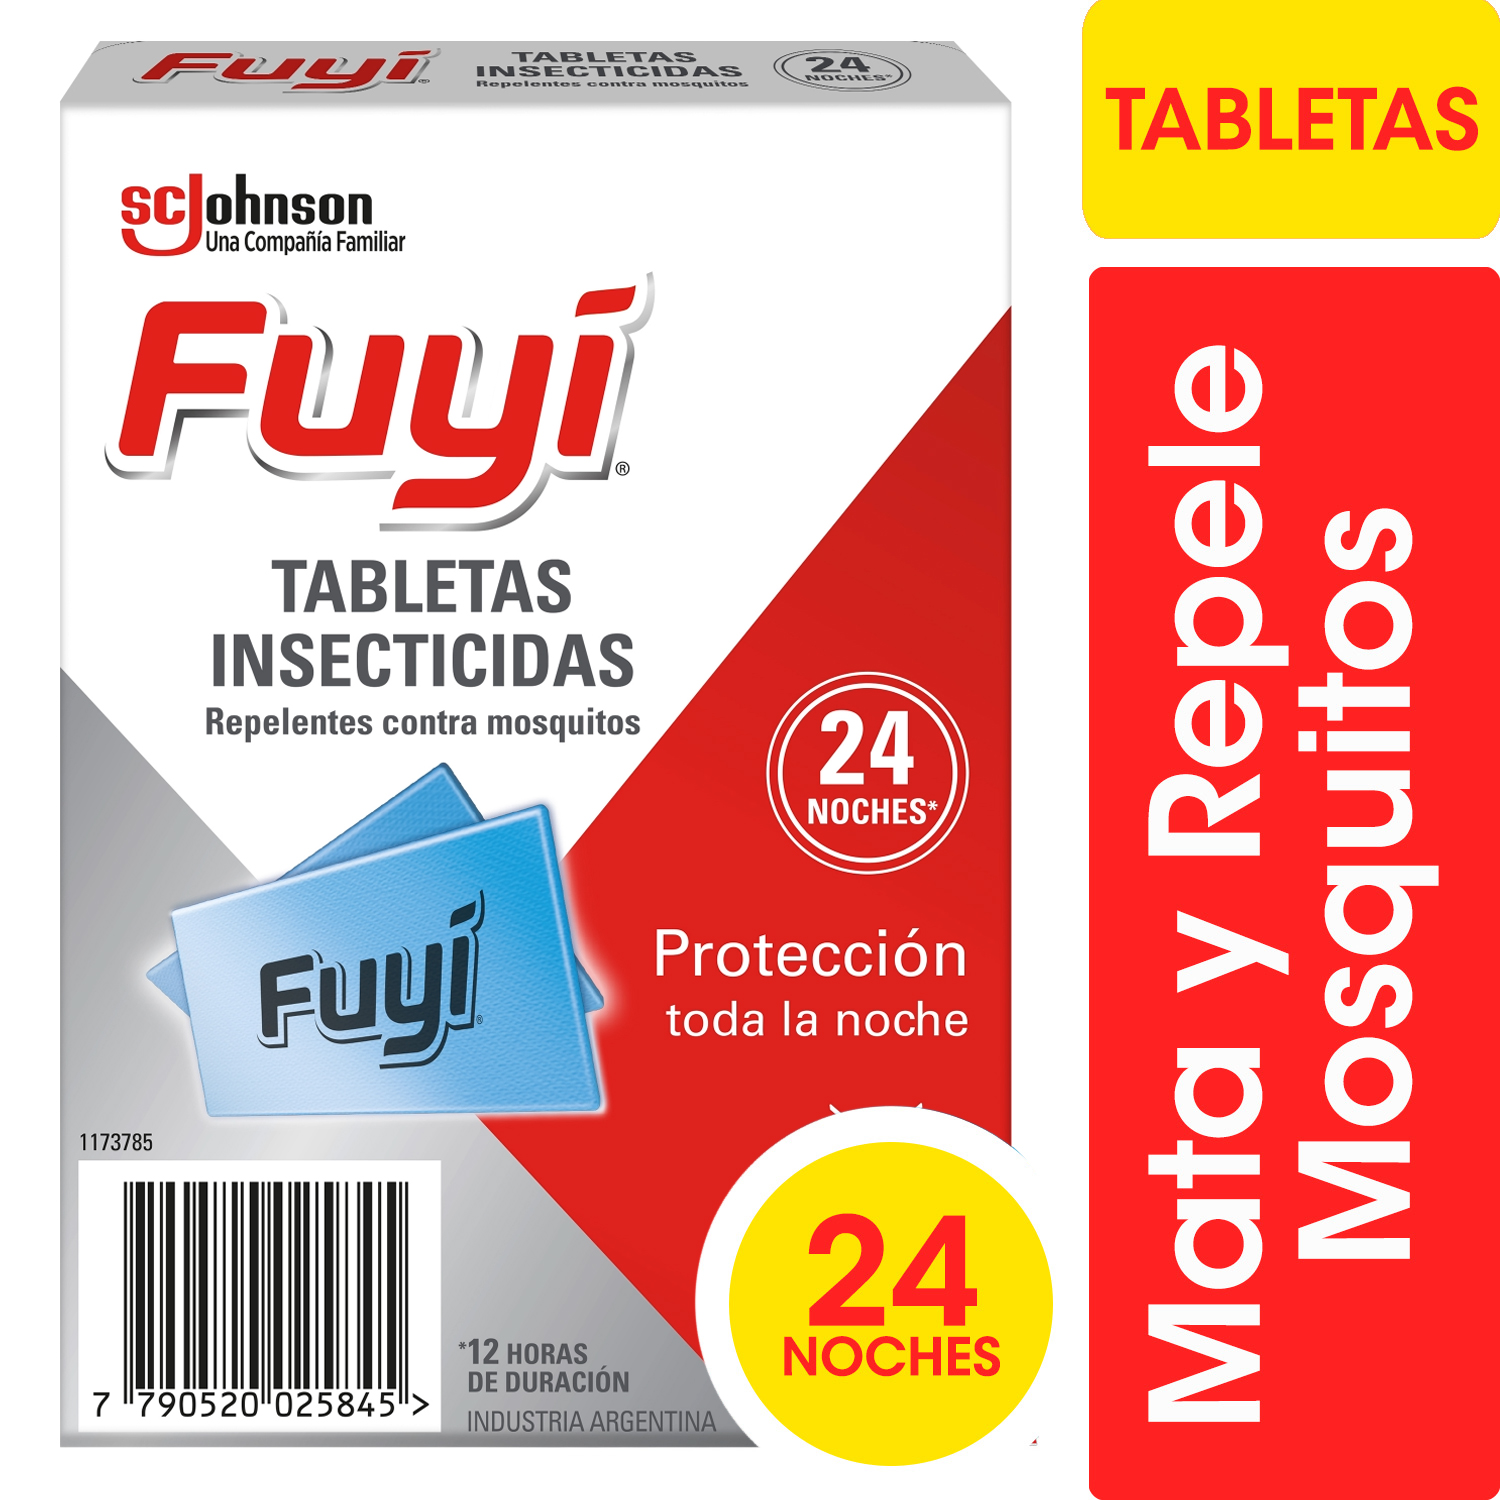 Fuyí®
TABLETAS
INSECTICIDAS
Repelentes contra mosquitos
24
NOCHES*
SCJohnson
Una Compañía Familiar
Fuyí®
TABLETAS
INSECTICIDAS
Repelentes contra mosquitos
24
NOCHES*
Protección
toda la noche
Fuyí®
1173785
7 790520 025845 >
*12 HORAS
DE DURACIÓN
INDUSTRIA ARGENTINA
24
NOCHES
TABLETAS
Mata y Repele
Mosquitos